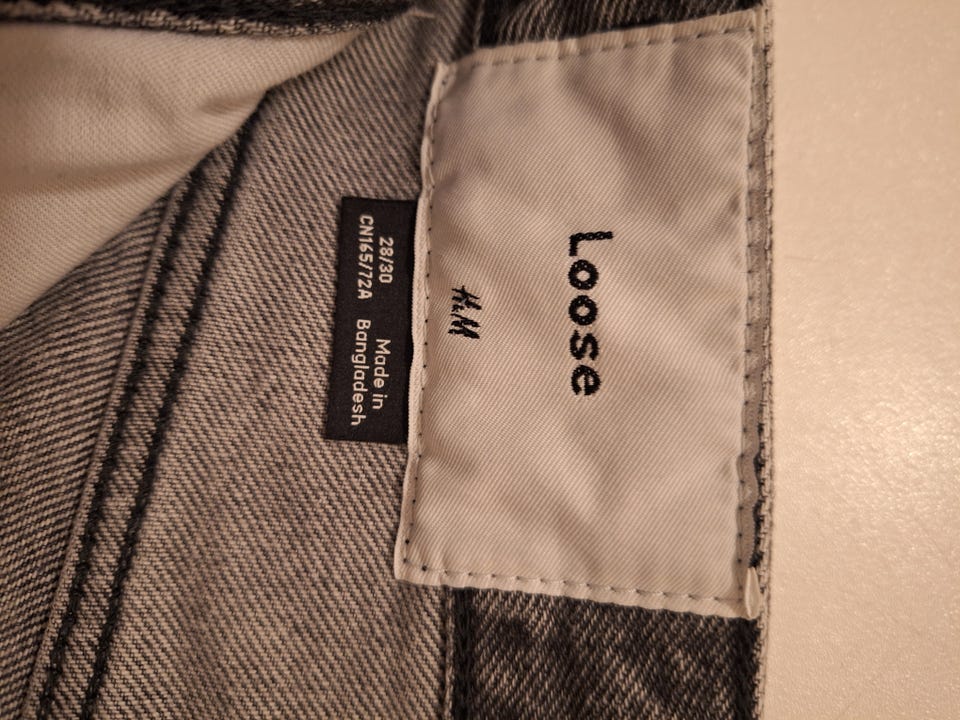 Loose
H&M
28/30
CN165/72A
Made in
Bangladesh